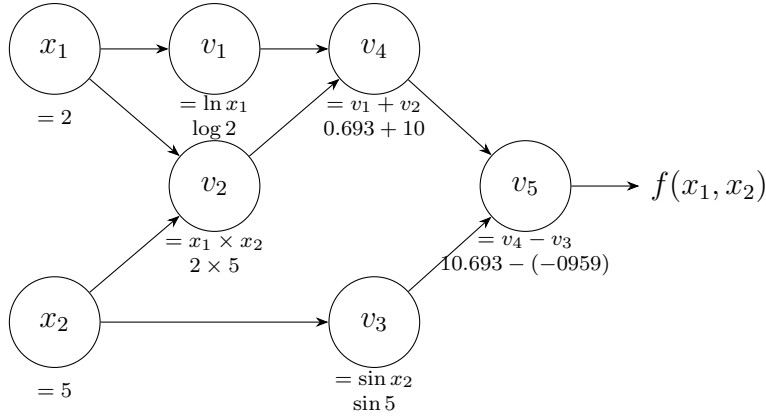 x₁
= 2
v₁
= ln x₁
log 2
v₄
= v₁ + v₂
0.693 + 10
v₂
= x₁ × x₂
2 × 5
v₅
= v₄ − v₃
10.693 − (−0959)
f(x₁, x₂)
x₂
= 5
v₃
= sin x₂
sin 5